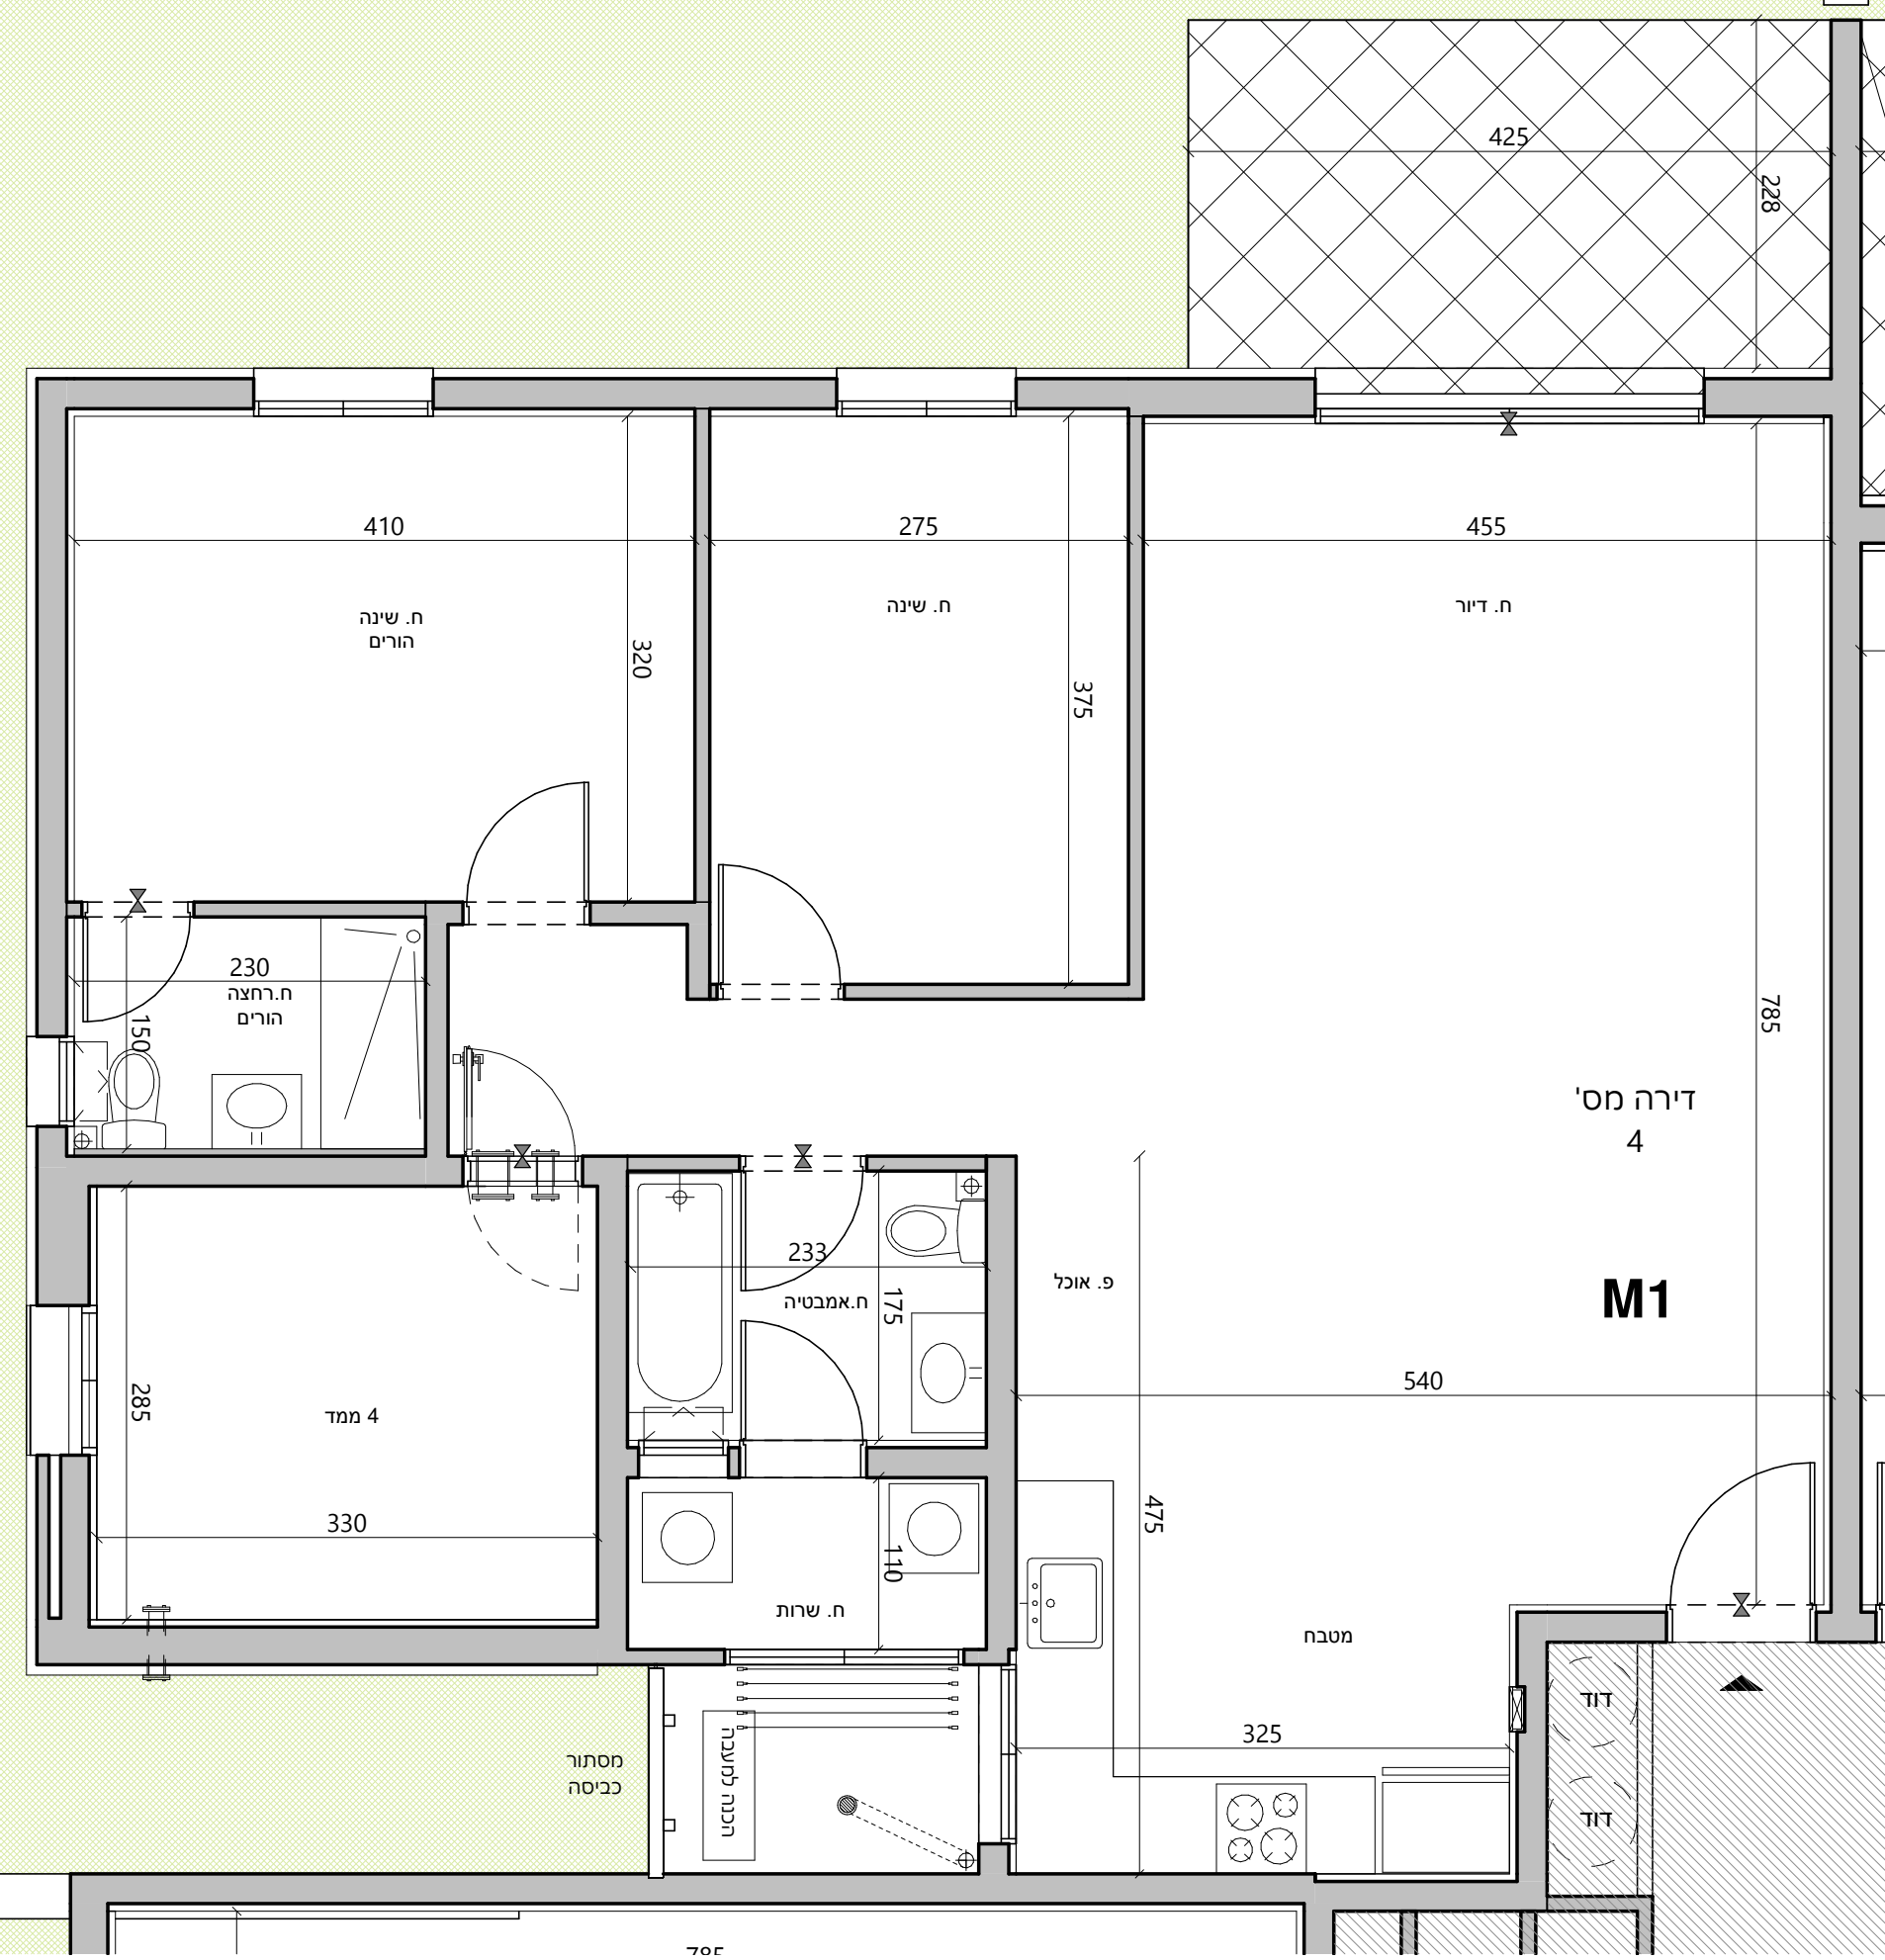 425
228
410
275
455
ח. שינה
הורים
ח. שינה
ח. דיור
320
375
230
ח.רחצה
הורים
150
785
דירה מס'
4
M1
233
ח.אמבטיה
175
פ. אוכל
540
285
ממד 4
330
475
110
ח. שרות
מטבח
325
דוד
דוד
מסתור
כביסה
הכנה למעבה
785